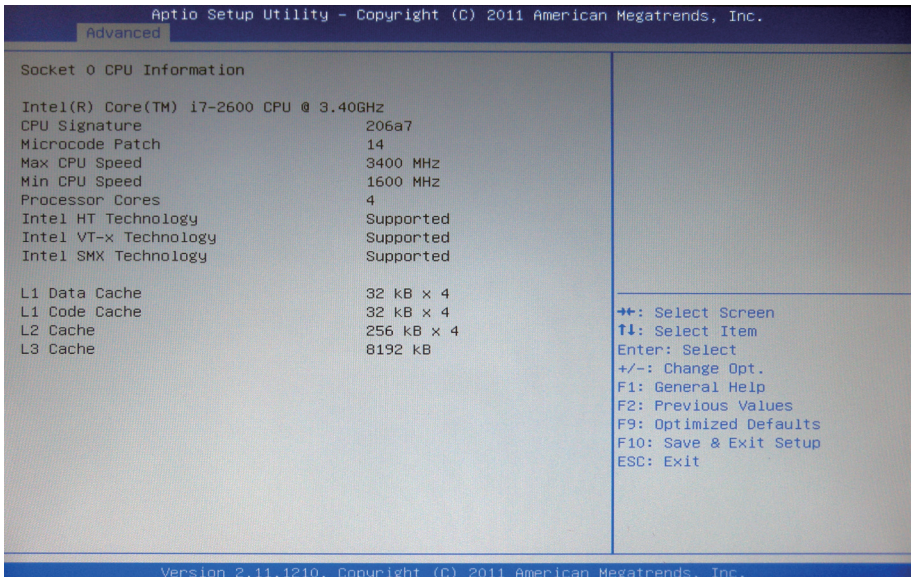 Aptio Setup Utility – Copyright (C) 2011 American Megatrends, Inc.
Advanced
Socket 0 CPU Information
Intel(R) Core(TM) i7-2600 CPU @ 3.40GHz
CPU Signature 206a7
Microcode Patch 14
Max CPU Speed 3400 MHz
Min CPU Speed 1600 MHz
Processor Cores 4
Intel HT Technology Supported
Intel VT-x Technology Supported
Intel SMX Technology Supported
L1 Data Cache 32 kB x 4
L1 Code Cache 32 kB x 4
L2 Cache 256 kB x 4
L3 Cache 8192 kB
→←: Select Screen
↑↓: Select Item
Enter: Select
+/-: Change Opt.
F1: General Help
F2: Previous Values
F9: Optimized Defaults
F10: Save & Exit Setup
ESC: Exit
Version 2.11.1210. Copyright (C) 2011 American Megatrends, Inc.